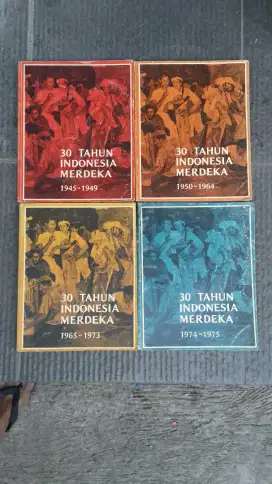 30 TAHUN
INDONESIA
MERDEKA
1945-1949
30 TAHUN
INDONESIA
MERDEKA
1950-1964
30 TAHUN
INDONESIA
MERDEKA
1965-1973
30 TAHUN
INDONESIA
MERDEKA
1974-1975